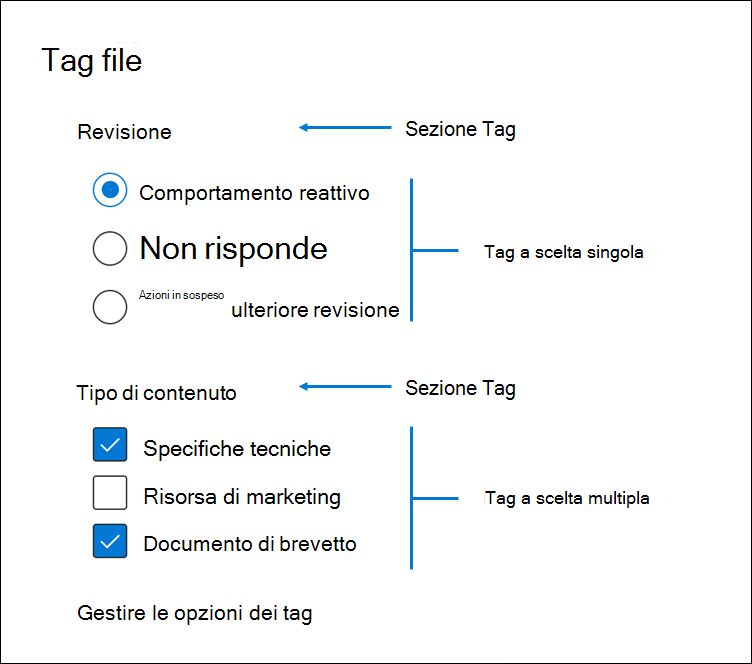 Tag file
Revisione
Sezione Tag
Comportamento reattivo
Non risponde
Tag a scelta singola
Azioni in sospeso ulteriore revisione
Tipo di contenuto
Sezione Tag
Specifiche tecniche
Risorsa di marketing
Tag a scelta multipla
Documento di brevetto
Gestire le opzioni dei tag